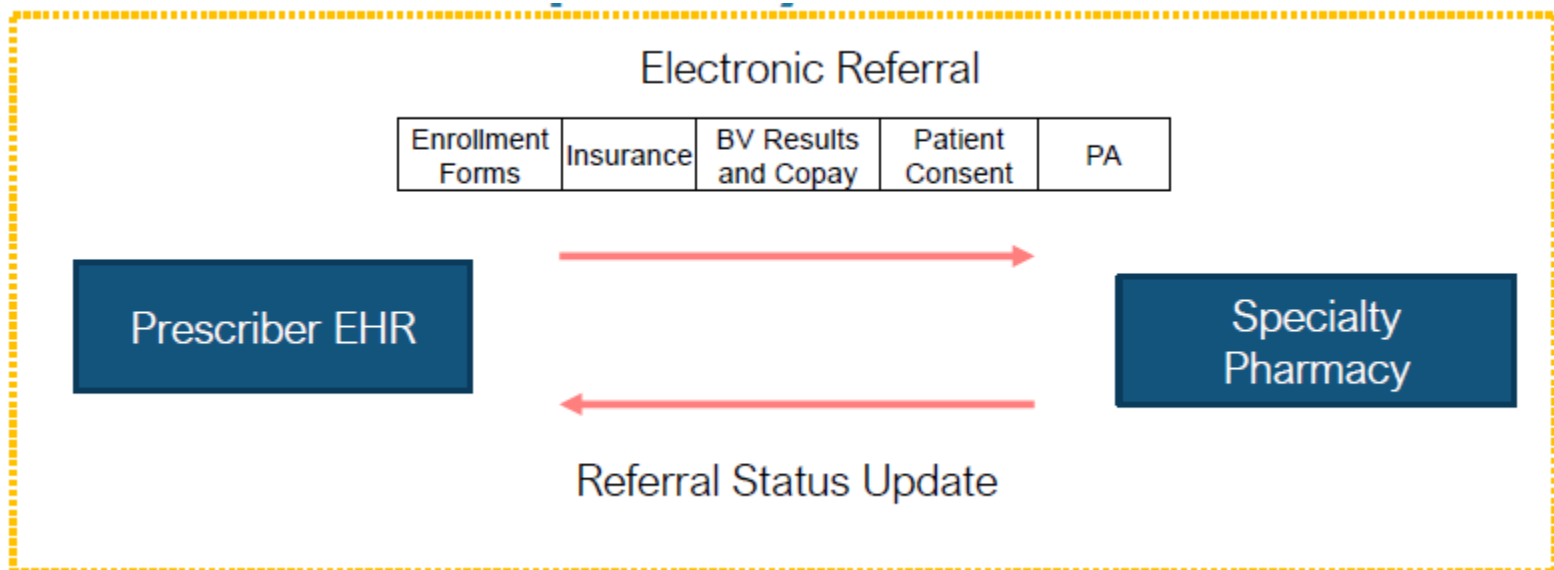 Electronic Referral
Enrollment
Forms
Insurance
BV Results
and Copay
Patient
Consent
PA
Prescriber EHR
Specialty
Pharmacy
Referral Status Update